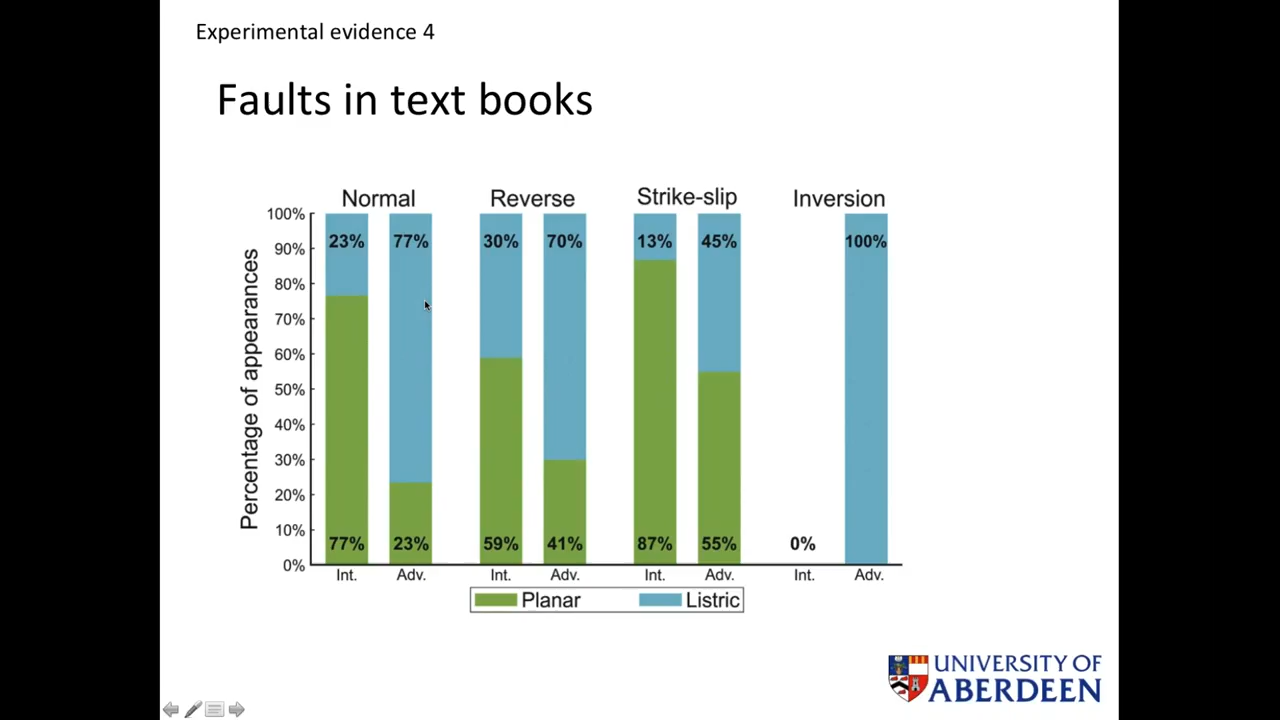 Experimental evidence 4
Faults in text books
Normal Reverse Strike-slip Inversion
Percentage of appearances
100%
90%
80%
70%
60%
50%
40%
30%
20%
10%
0%
23% 77% 30% 70% 13% 45% 100%
77% 23% 59% 41% 87% 55% 0%
Int. Adv. Int. Adv. Int. Adv. Int. Adv.
Planar Listric
UNIVERSITY OF
ABERDEEN